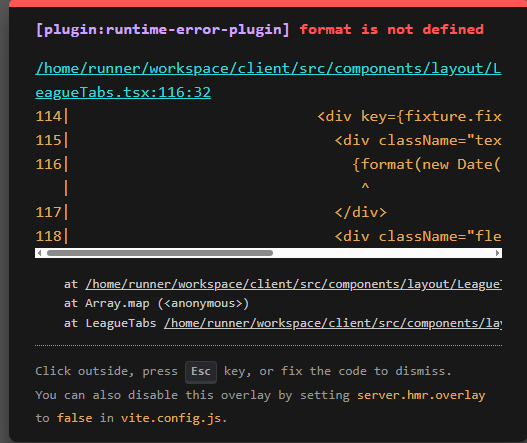 [plugin:runtime-error-plugin] format is not defined
/home/runner/workspace/client/src/components/layout/L
eagueTabs.tsx:116:32
114|                             <div key={fixture.fix
115|                               <div className="tex
116|                                 {format(new Date(
   |                                  ^
117|                               </div>
118|                               <div className="fle
at /home/runner/workspace/client/src/components/layout/League
at Array.map (<anonymous>)
at LeagueTabs /home/runner/workspace/client/src/components/lay
Click outside, press Esc key, or fix the code to dismiss.
You can also disable this overlay by setting server.hmr.overlay
to false in vite.config.js.